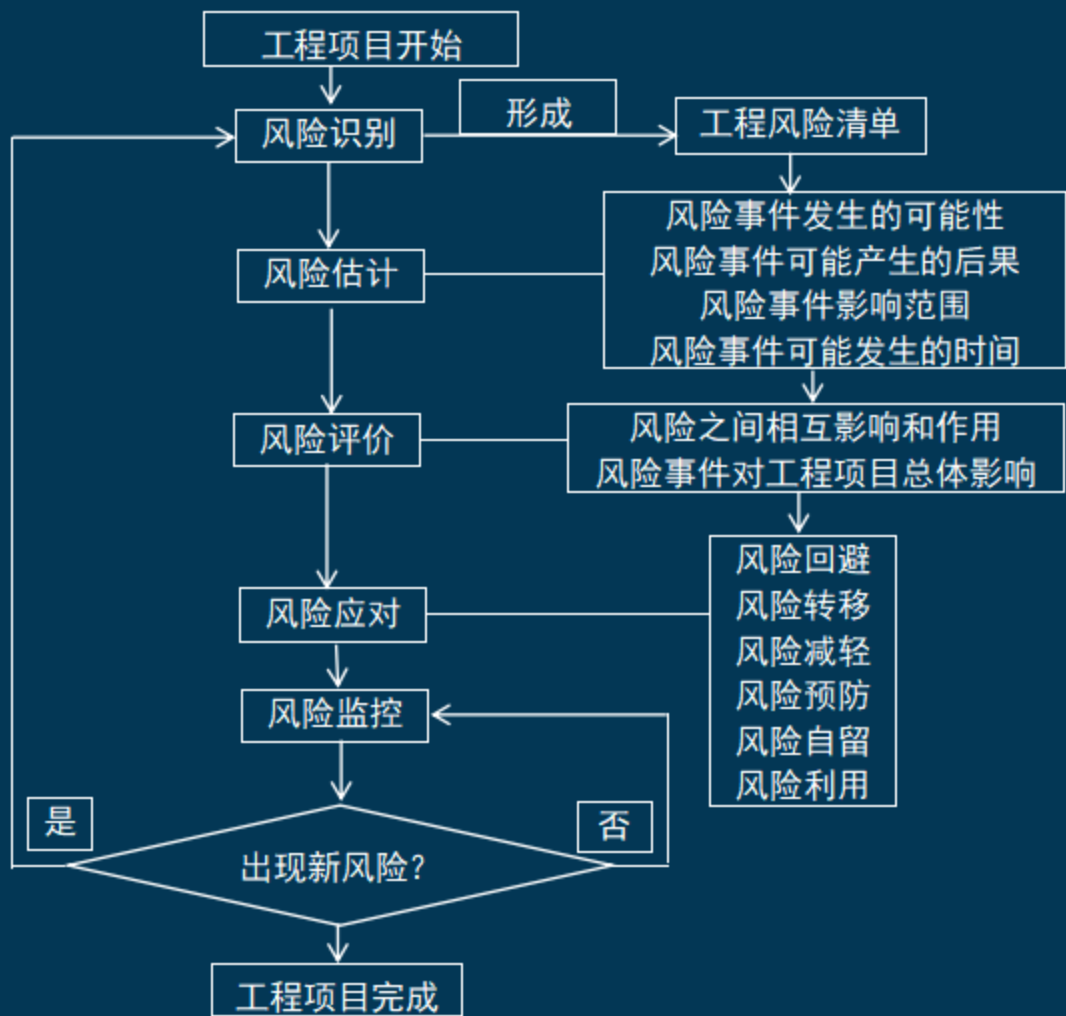 工程项目开始
形成
风险识别
工程风险清单
风险事件发生的可能性
风险估计
风险事件可能产生的后果
风险事件影响范围
风险事件可能发生的时间
风险评价
风险之间相互影响和作用
风险事件对工程项目总体影响
风险应对
风险回避
风险转移
风险减轻
风险预防
风险自留
风险利用
风险监控
是
否
出现新风险?
工程项目完成